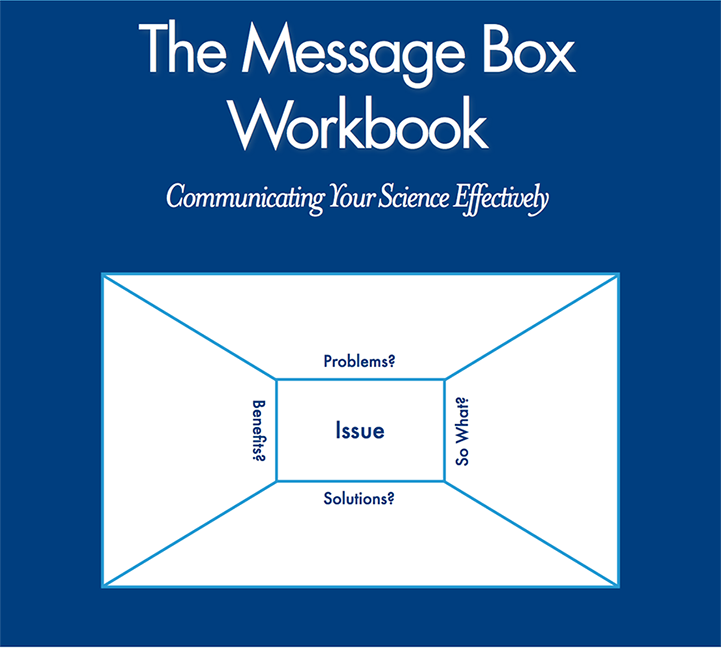 The Message Box
Workbook
Communicating Your Science Effectively
Problems?
Benefits?
Issue
So What?
Solutions?